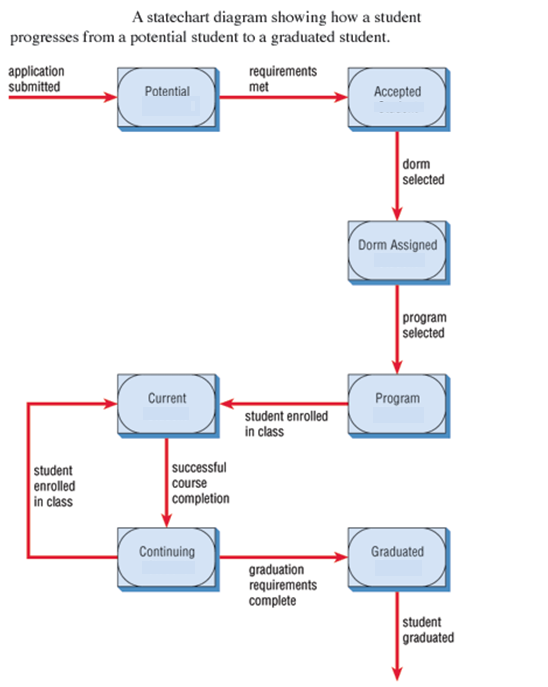 A statechart diagram showing how a student
progresses from a potential student to a graduated student.
application
submitted
Potential
requirements
met
Accepted
dorm
selected
Dorm Assigned
program
selected
Program
student enrolled
in class
Current
successful
course
completion
student
enrolled
in class
Continuing
graduation
requirements
complete
Graduated
student
graduated